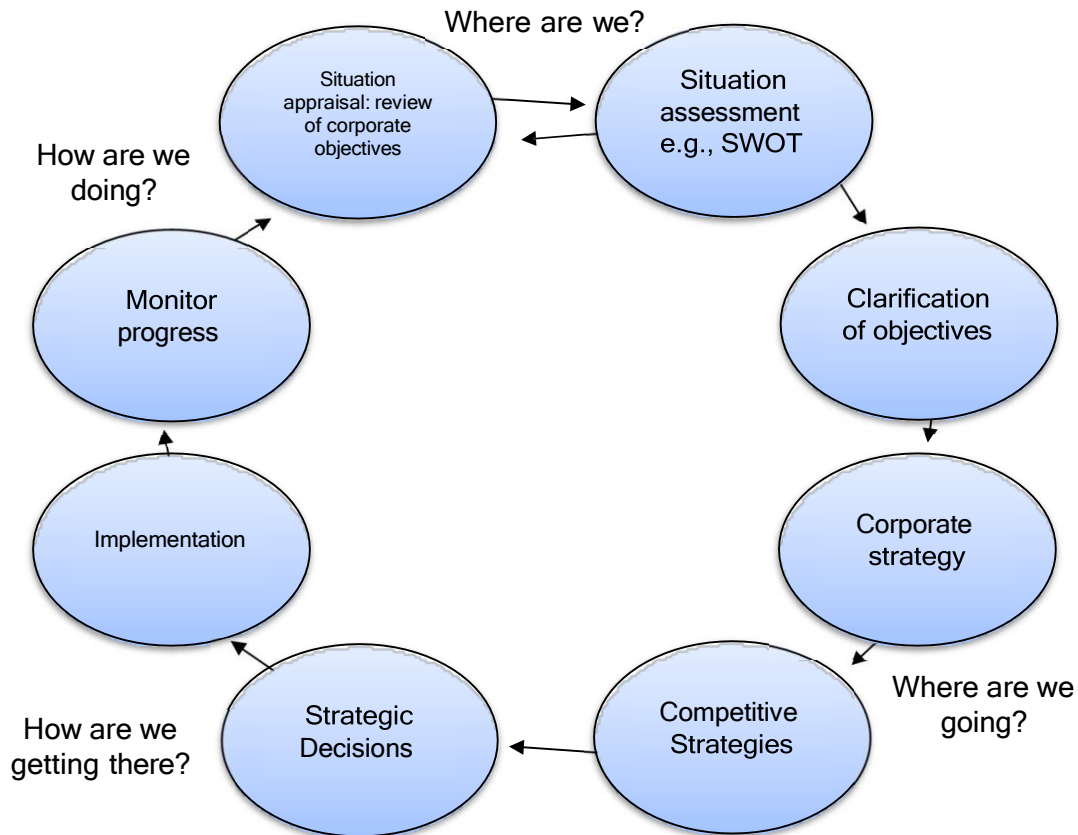 Where are we?
Situation
appraisal: review
of corporate
objectives
Situation
assessment
e.g., SWOT
How are we
doing?
Clarification
of objectives
Monitor
progress
Corporate
strategy
Implementation
Where are we
going?
Competitive
Strategies
Strategic
Decisions
How are we
getting there?